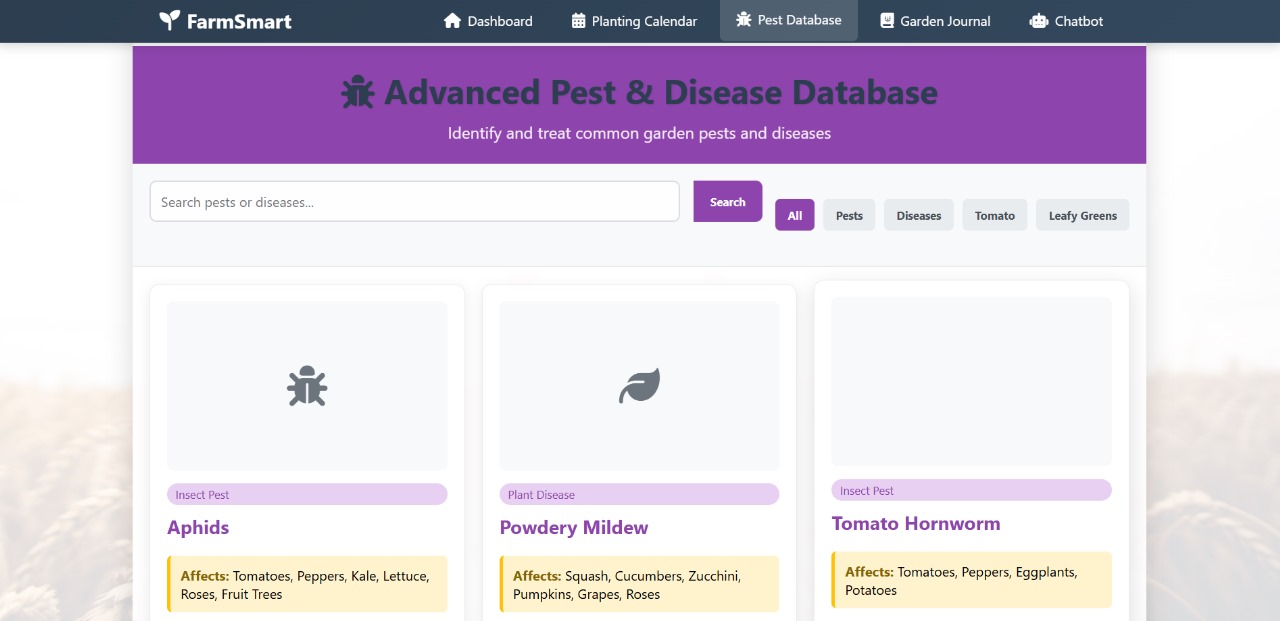 FarmSmart
Dashboard
Planting Calendar
Pest Database
Garden Journal
Chatbot
Advanced Pest & Disease Database
Identify and treat common garden pests and diseases
Search pests or diseases...
Search
All
Pests
Diseases
Tomato
Leafy Greens
Insect Pest
Aphids
Affects: Tomatoes, Peppers, Kale, Lettuce,
Roses, Fruit Trees
Plant Disease
Powdery Mildew
Affects: Squash, Cucumbers, Zucchini,
Pumpkins, Grapes, Roses
Insect Pest
Tomato Hornworm
Affects: Tomatoes, Peppers, Eggplants,
Potatoes